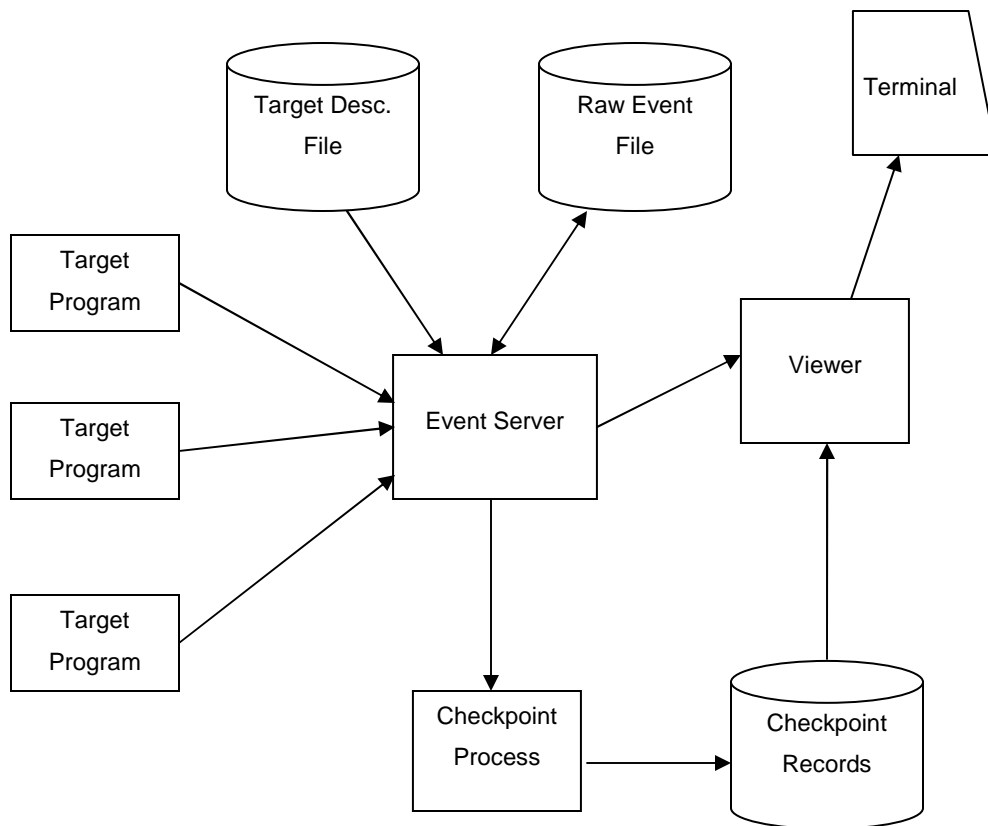 Target Desc.
File
Raw Event
File
Terminal
Target
Program
Target
Program
Target
Program
Event Server
Viewer
Checkpoint
Process
Checkpoint
Records